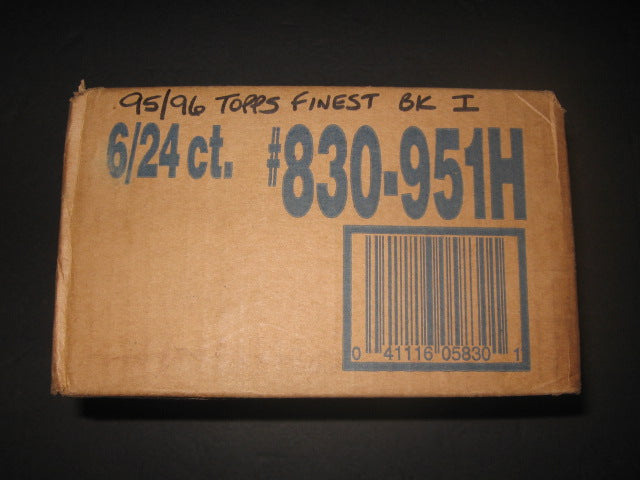 95/96 TOPPS FINEST BK I
6/24 ct. #830-951H
0 41116 05830 1